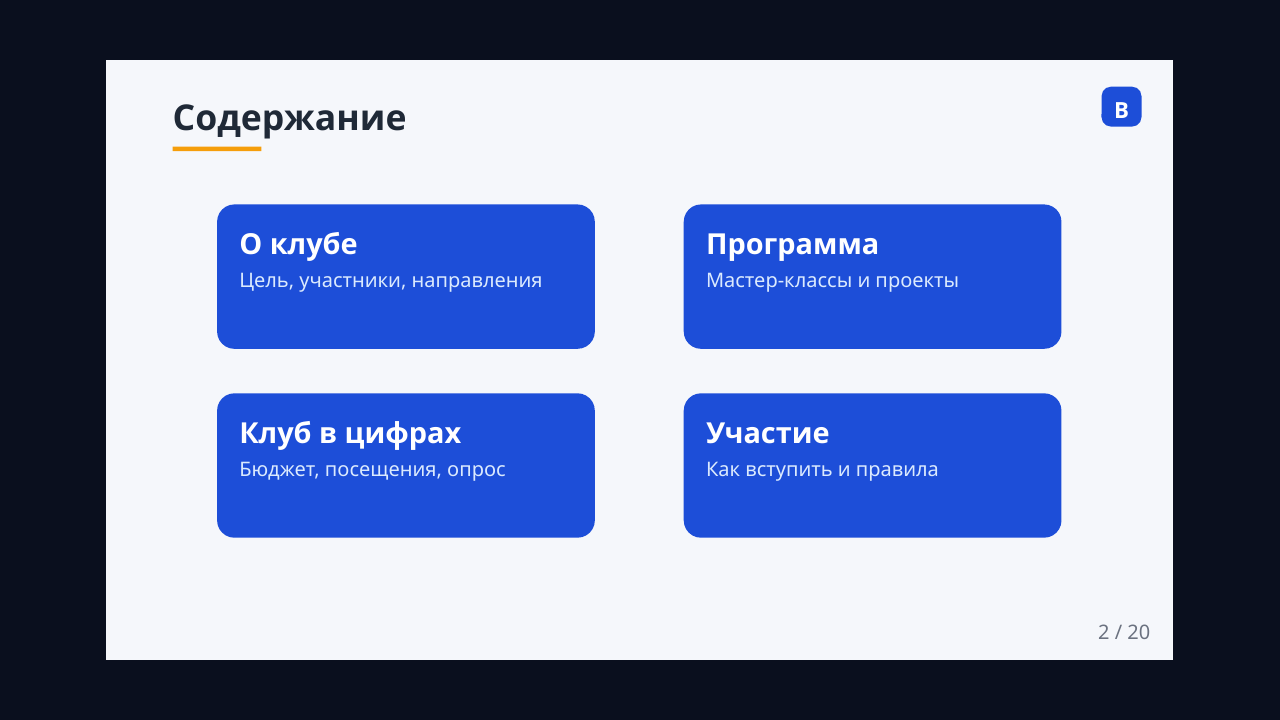 Содержание
В
О клубе
Цель, участники, направления
Программа
Мастер-классы и проекты
Клуб в цифрах
Бюджет, посещения, опрос
Участие
Как вступить и правила
2 / 20